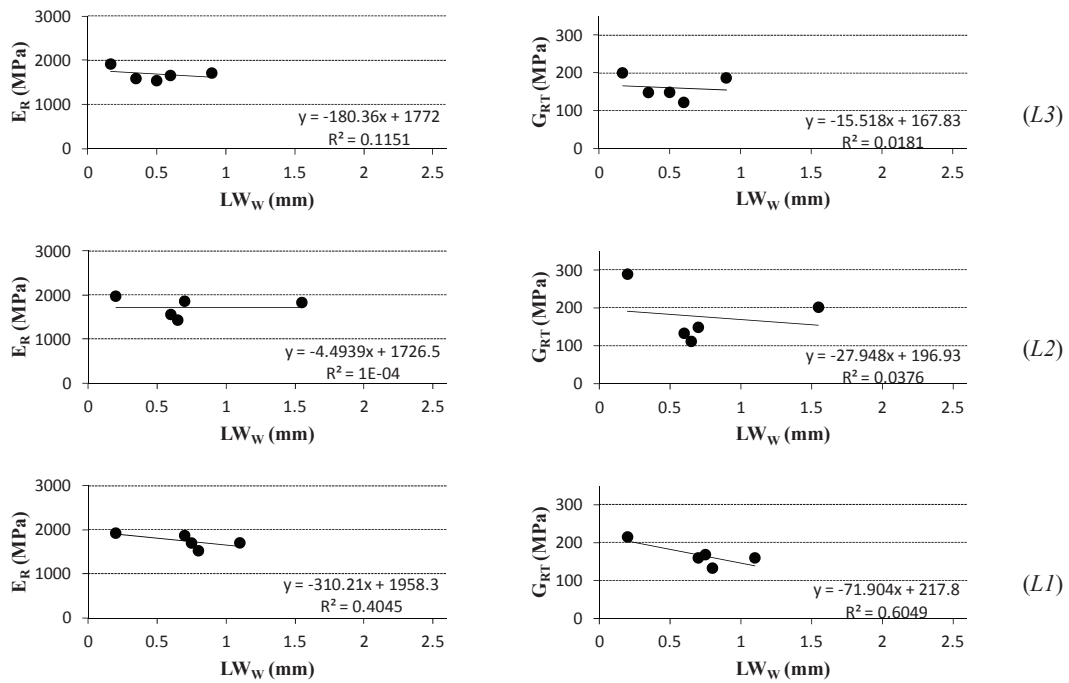 3000
2000
1000
0
E_R (MPa)
y = -180.36x + 1772
R² = 0.1151
0 0.5 1 1.5 2 2.5
LW_W (mm)
300
200
100
0
G_RT (MPa)
y = -15.518x + 167.83
R² = 0.0181
0 0.5 1 1.5 2 2.5
LW_W (mm)
(L3)
3000
2000
1000
0
E_R (MPa)
y = -4.4939x + 1726.5
R² = 1E-04
0 0.5 1 1.5 2 2.5
LW_W (mm)
300
200
100
0
G_RT (MPa)
y = -27.948x + 196.93
R² = 0.0376
0 0.5 1 1.5 2 2.5
LW_W (mm)
(L2)
3000
2000
1000
0
E_R (MPa)
y = -310.21x + 1958.3
R² = 0.4045
0 0.5 1 1.5 2 2.5
LW_W (mm)
300
200
100
0
G_RT (MPa)
y = -71.904x + 217.8
R² = 0.6049
0 0.5 1 1.5 2 2.5
LW_W (mm)
(L1)